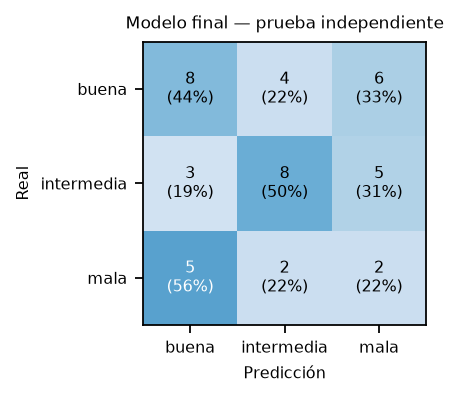 Modelo final — prueba independiente
buena
8
(44%)
4
(22%)
6
(33%)
Real
intermedia
3
(19%)
8
(50%)
5
(31%)
mala
5
(56%)
2
(22%)
2
(22%)
buena
intermedia
mala
Predicción